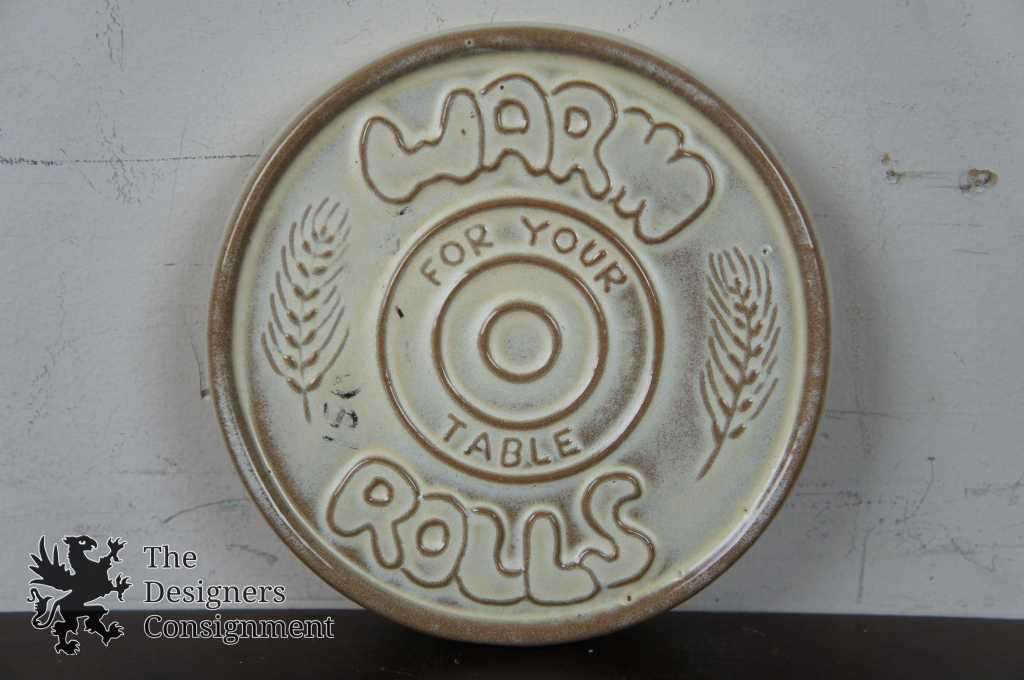 WARM
FOR YOUR
TABLE
ROLLS
The
Designers
Consignment